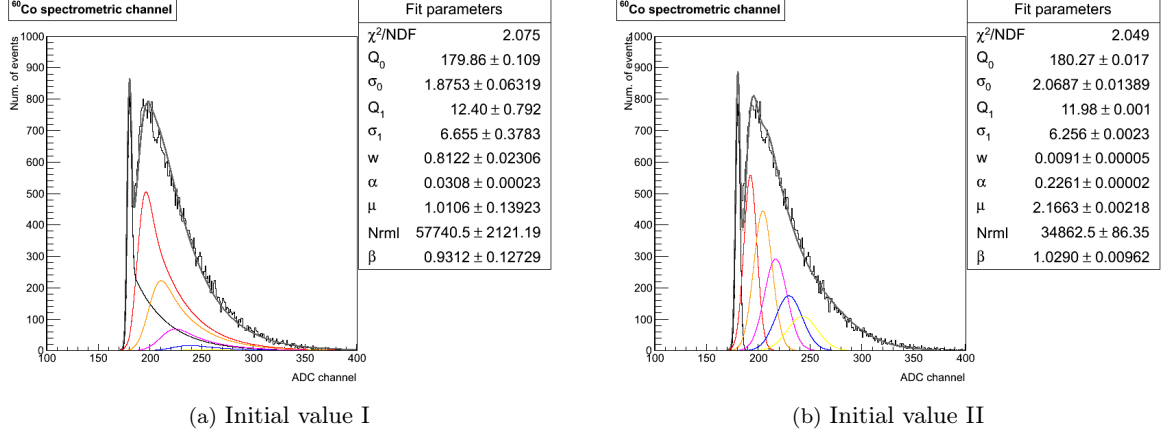 ⁶⁰Co spectrometric channel
Fit parameters
χ²/NDF 2.075
Q₀ 179.86 ± 0.109
σ₀ 1.8753 ± 0.06319
Q₁ 12.40 ± 0.792
σ₁ 6.655 ± 0.3783
w 0.8122 ± 0.02306
α 0.0308 ± 0.00023
μ 1.0106 ± 0.13923
Nrml 57740.5 ± 2121.19
β 0.9312 ± 0.12729
Num. of events
1000
900
800
700
600
500
400
300
200
100
0
100 150 200 250 300 350 400
ADC channel
(a) Initial value I
⁶⁰Co spectrometric channel
Fit parameters
χ²/NDF 2.049
Q₀ 180.27 ± 0.017
σ₀ 2.0687 ± 0.01389
Q₁ 11.98 ± 0.001
σ₁ 6.256 ± 0.0023
w 0.0091 ± 0.00005
α 0.2261 ± 0.00002
μ 2.1663 ± 0.00218
Nrml 34862.5 ± 86.35
β 1.0290 ± 0.00962
Num. of events
1000
900
800
700
600
500
400
300
200
100
0
100 150 200 250 300 350 400
ADC channel
(b) Initial value II